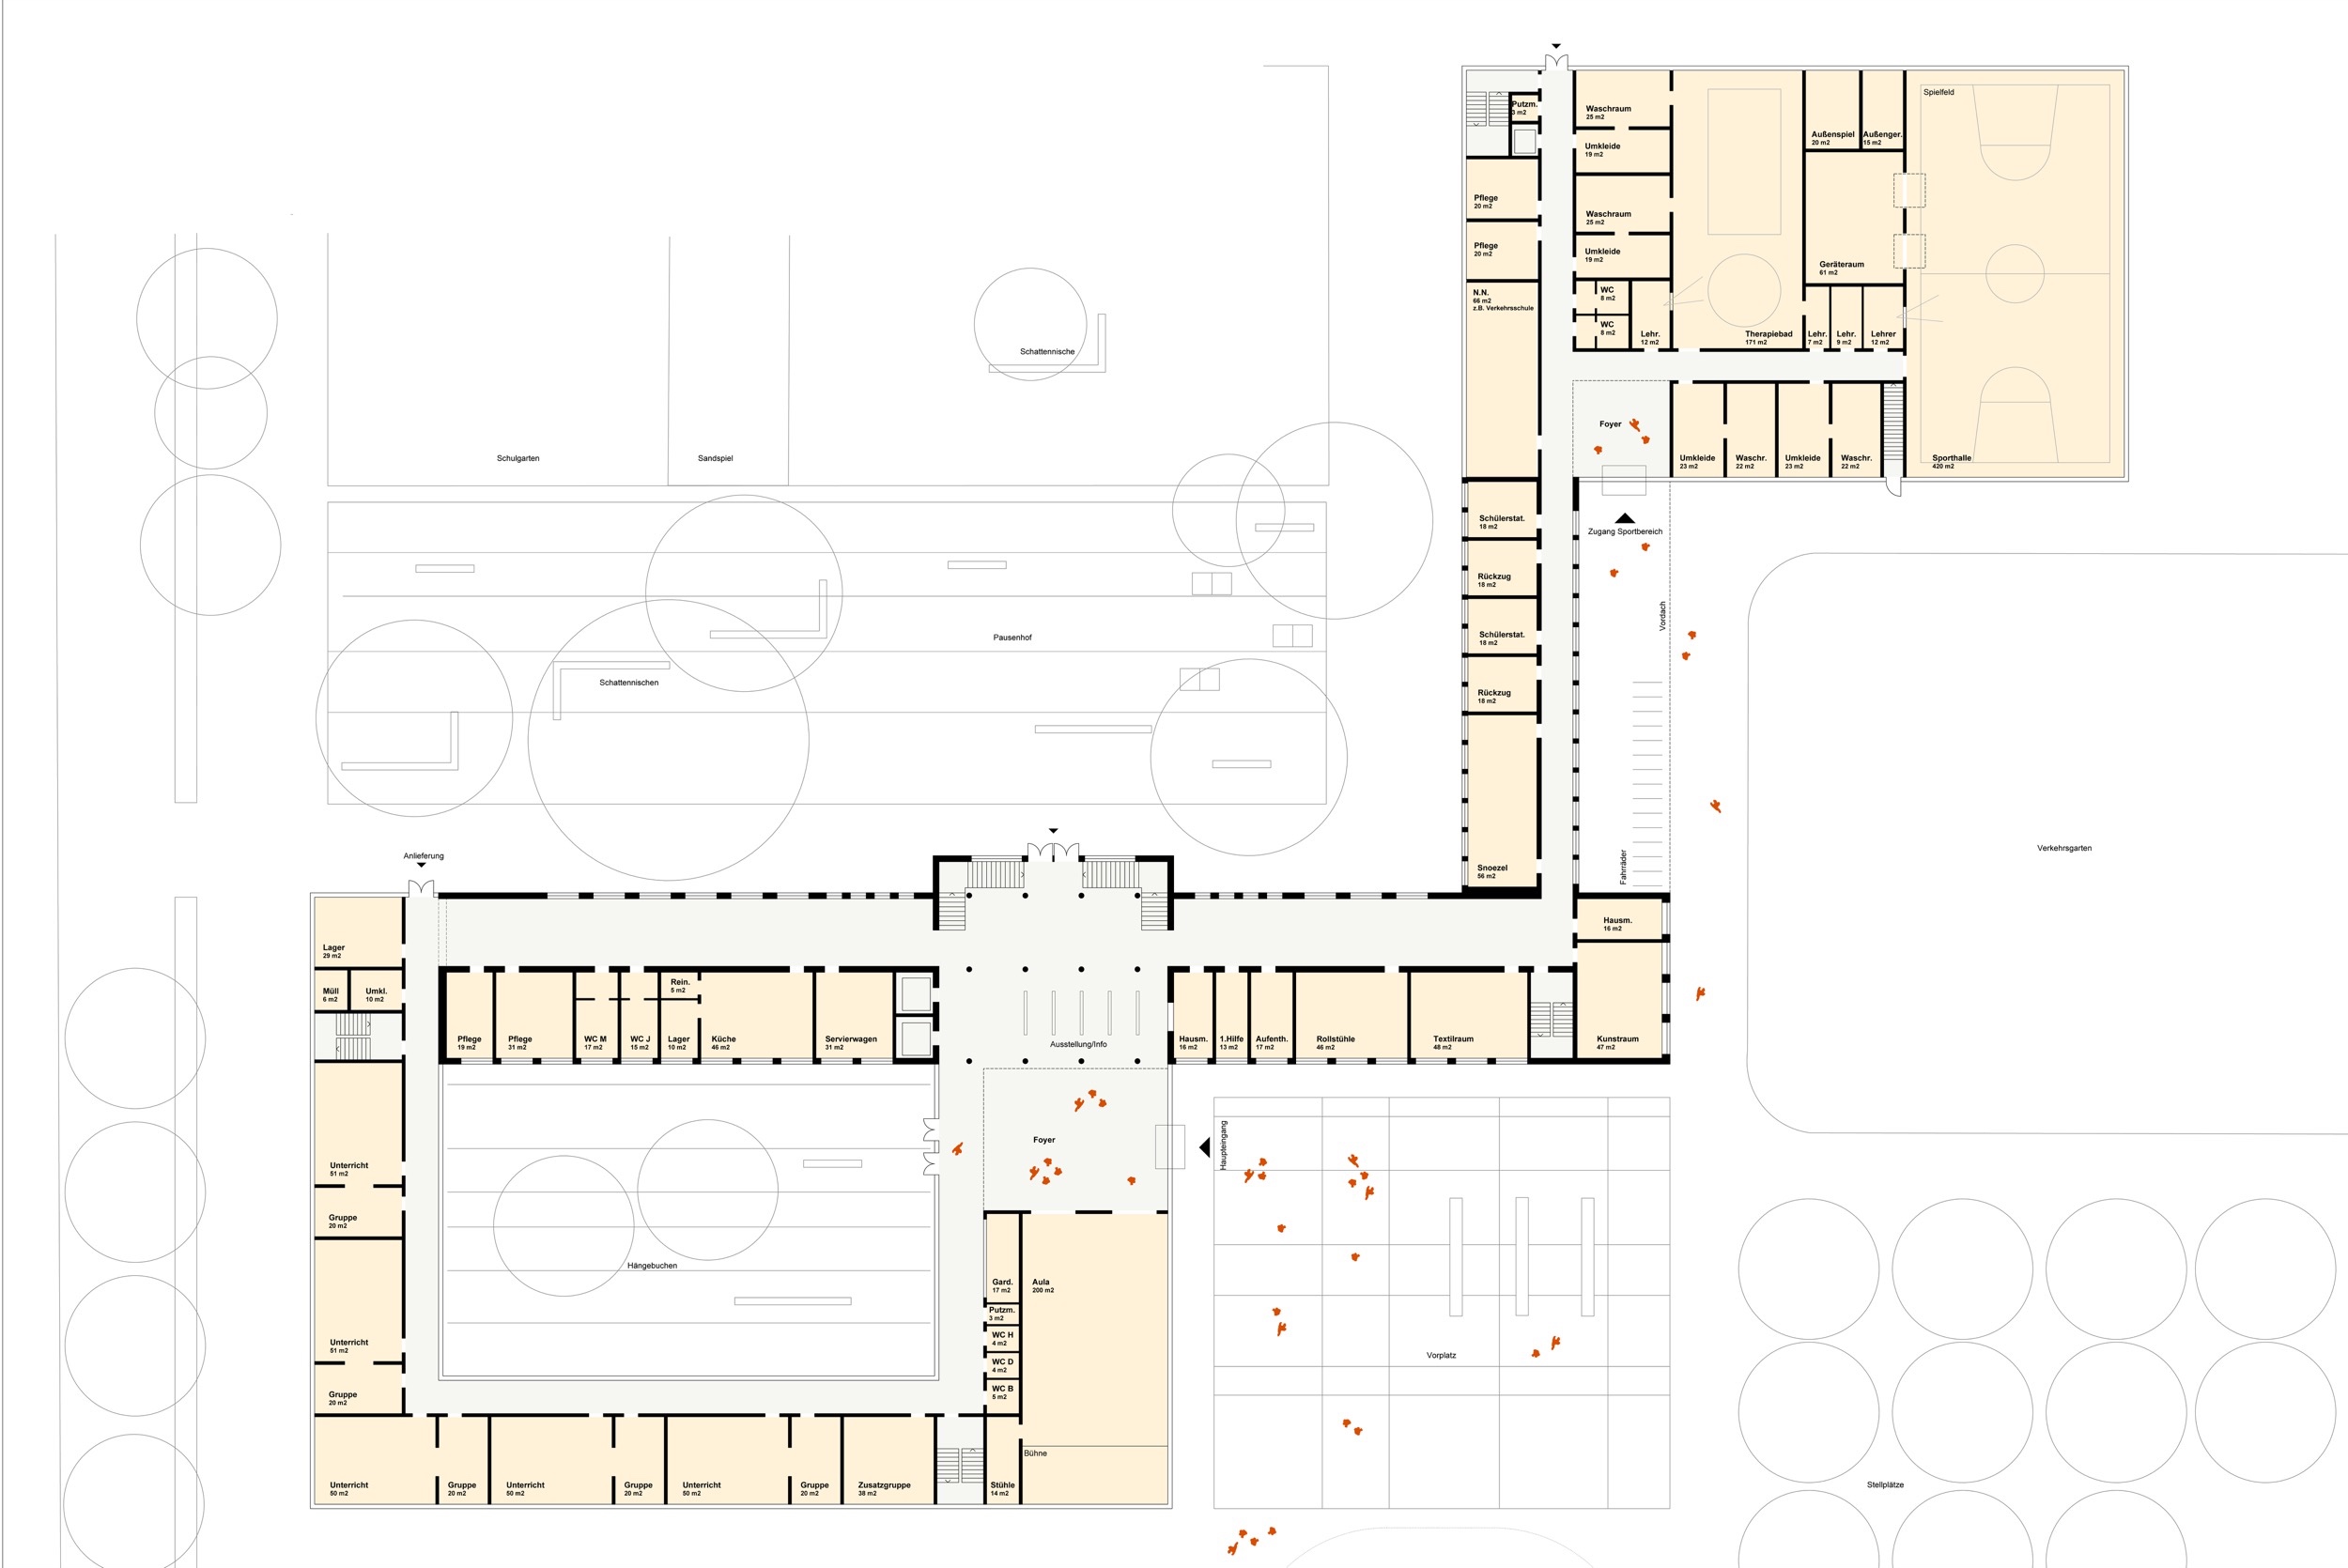 Putzm.
3 m2
Waschraum
25 m2
Umkleide
19 m2
Außenspiel
20 m2
Außenger.
15 m2
Spielfeld
Pflege
20 m2
Waschraum
25 m2
Pflege
20 m2
Umkleide
19 m2
Geräteraum
61 m2
N.N.
66 m2
z.B. Verkehrsschule
WC
8 m2
WC
8 m2
Lehr.
12 m2
Therapiebad
171 m2
Lehr.
7 m2
Lehr.
9 m2
Lehrer
12 m2
Schattennische
Foyer
Schulgarten
Sandspiel
Umkleide
23 m2
Waschr.
22 m2
Umkleide
23 m2
Waschr.
22 m2
Sporthalle
420 m2
Schülerstat.
18 m2
Zugang Sportbereich
Rückzug
18 m2
Vordach
Pausenhof
Schülerstat.
18 m2
Schattennischen
Rückzug
18 m2
Anlieferung
Snoezel
56 m2
Fahrräder
Verkehrsgarten
Lager
29 m2
Hausm.
16 m2
Müll
6 m2
Umkl.
10 m2
Rein.
5 m2
Pflege
19 m2
Pflege
31 m2
WC M
17 m2
WC J
15 m2
Lager
10 m2
Küche
46 m2
Servierwagen
31 m2
Ausstellung/Info
Hausm.
16 m2
1.Hilfe
13 m2
Aufenth.
17 m2
Rollstühle
46 m2
Textilraum
48 m2
Kunstraum
47 m2
Foyer
Haupteingang
Unterricht
51 m2
Gruppe
20 m2
Hängebuchen
Gard.
17 m2
Aula
200 m2
Putzm.
3 m2
WC H
4 m2
Unterricht
51 m2
WC D
4 m2
Vorplatz
Gruppe
20 m2
WC B
5 m2
Bühne
Unterricht
50 m2
Gruppe
20 m2
Unterricht
50 m2
Gruppe
20 m2
Unterricht
50 m2
Gruppe
20 m2
Zusatzgruppe
38 m2
Stühle
14 m2
Stellplätze